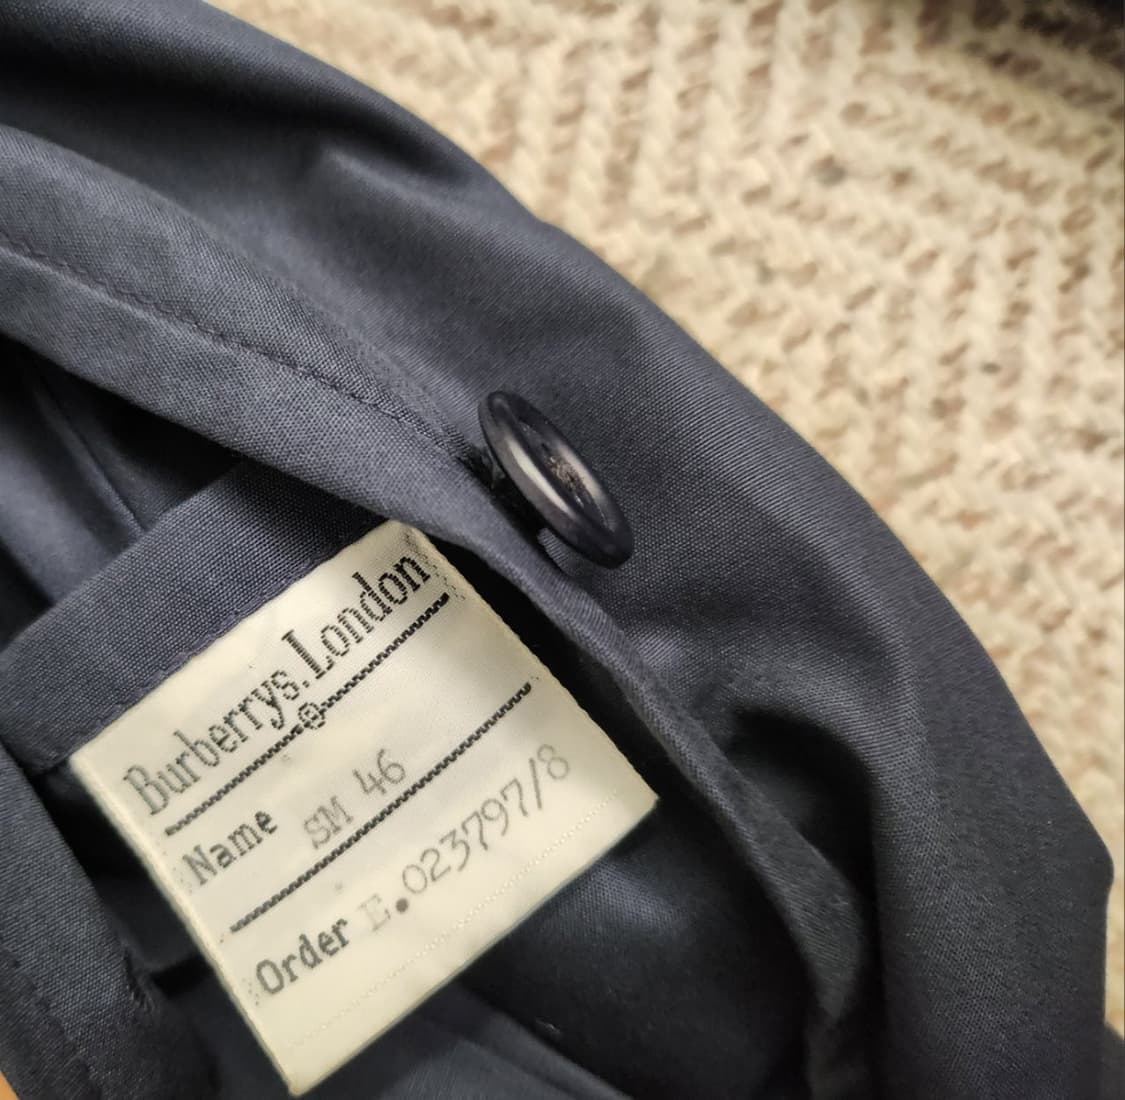 Burberrys.London
Name SM 46
Order E.023797/8